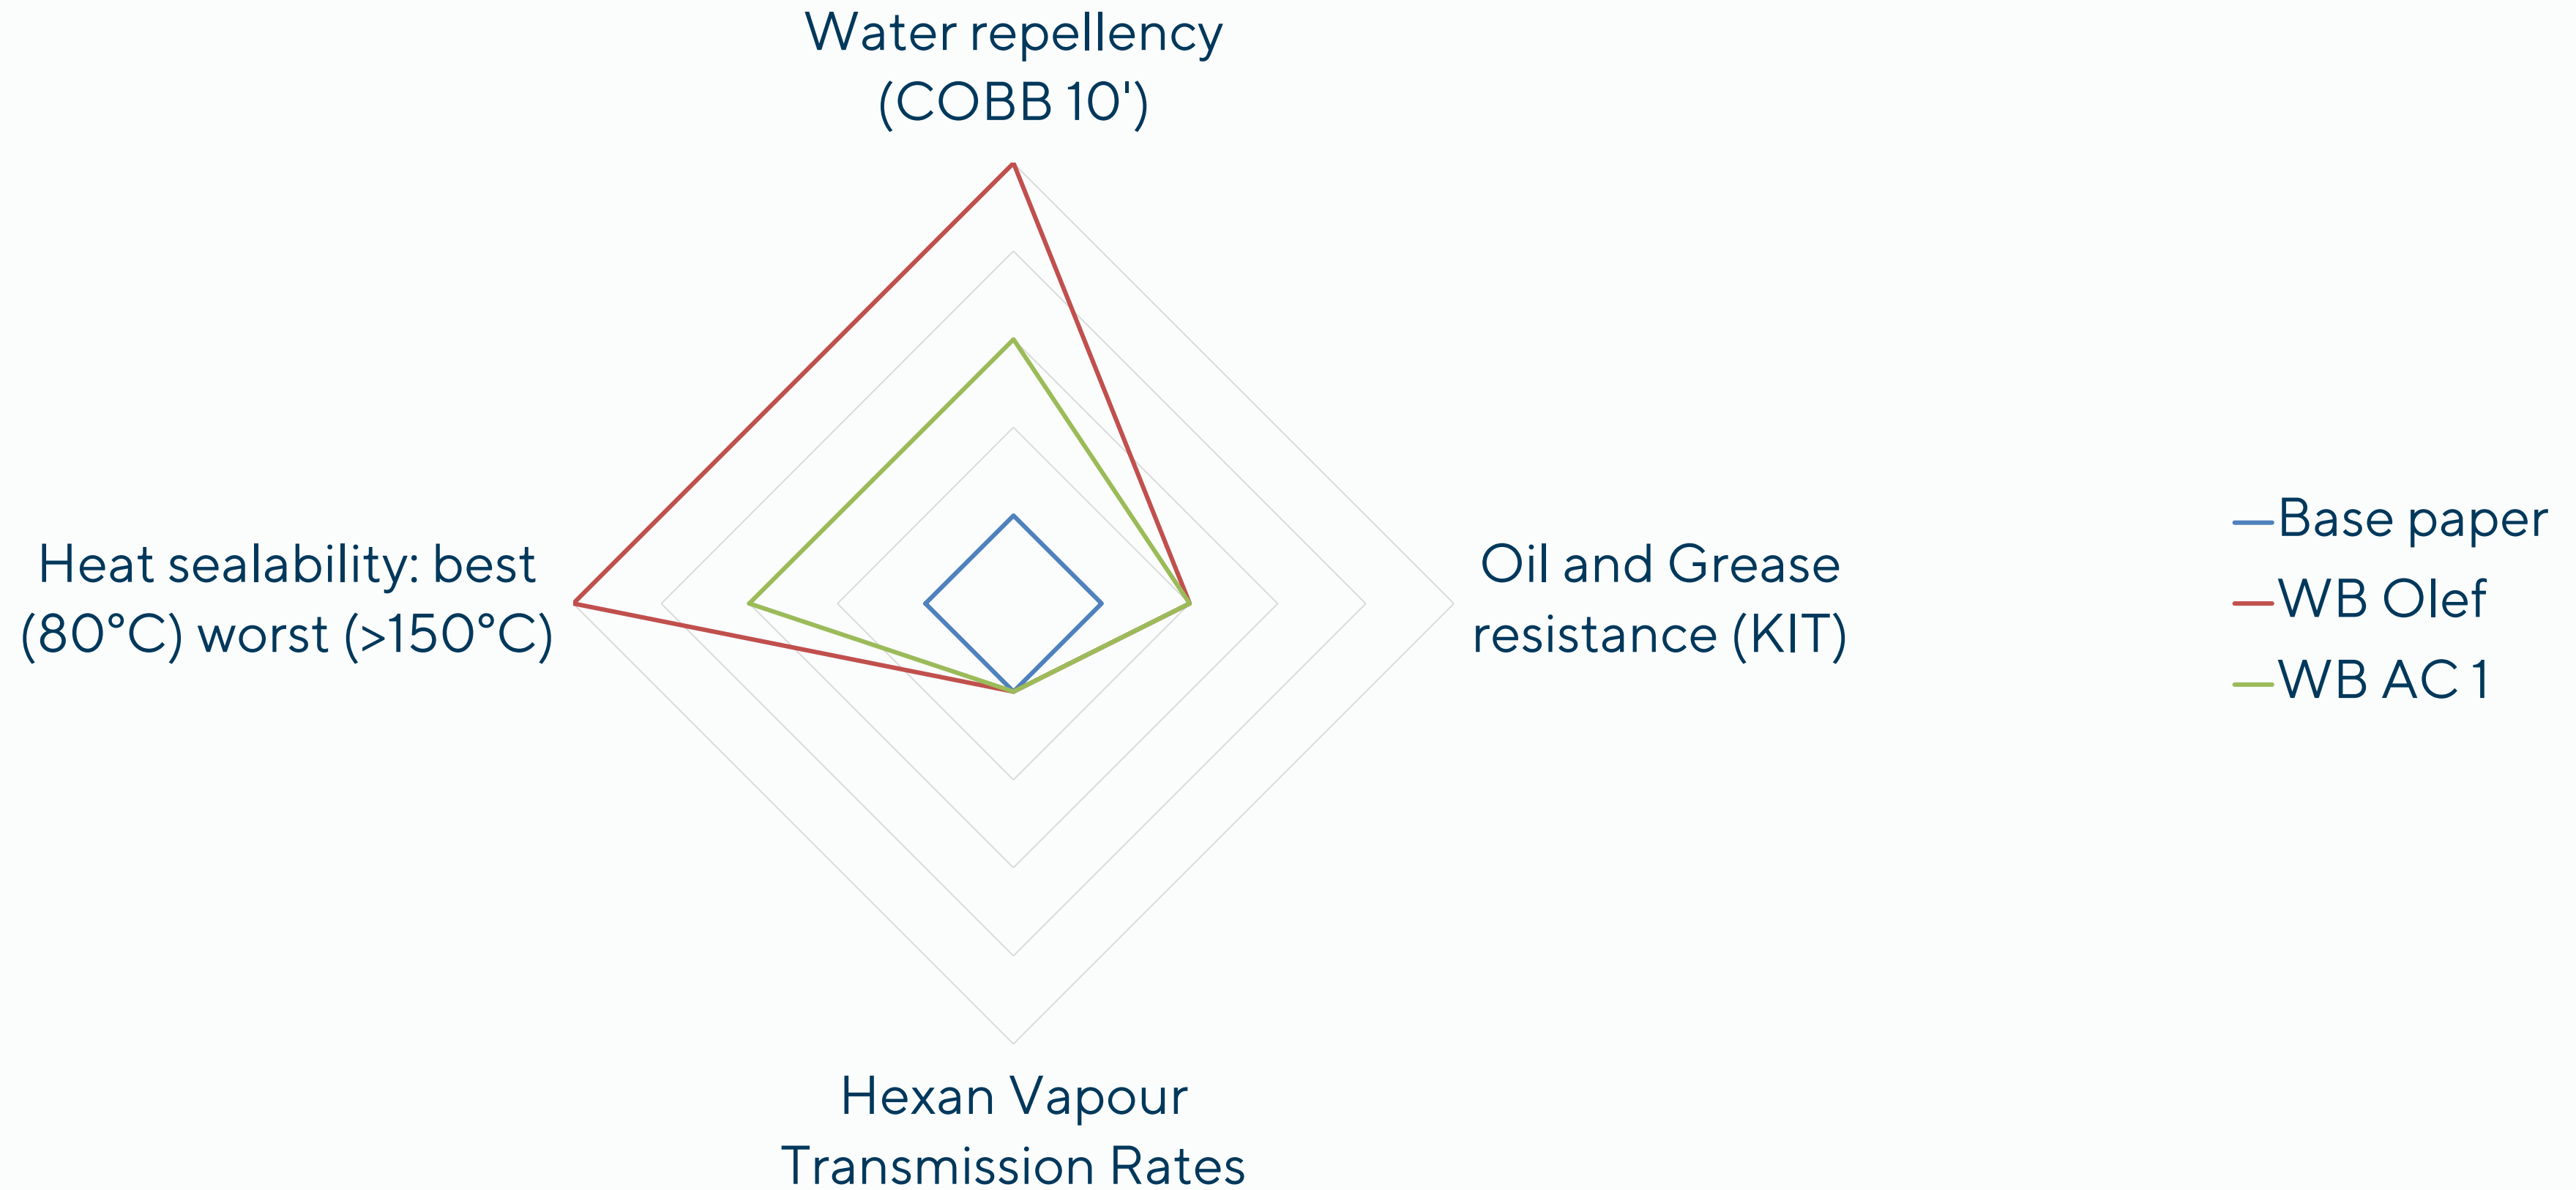 Water repellency
(COBB 10')
Heat sealability: best
(80°C) worst (>150°C)
Oil and Grease
resistance (KIT)
Base paper
WB Olef
WB AC 1
Hexan Vapour
Transmission Rates